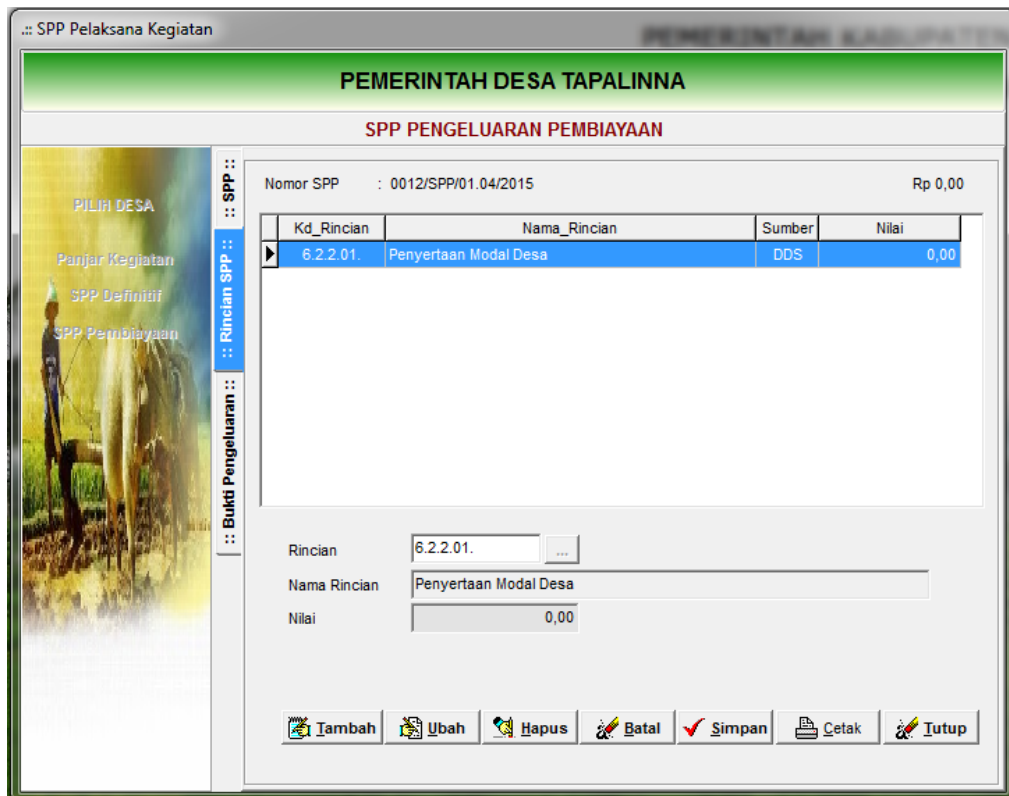 .:: SPP Pelaksana Kegiatan
PEMERINTAH KABUPATEN
PEMERINTAH DESA TAPALINNA
SPP PENGELUARAN PEMBIAYAAN
PILIH DESA
Panjar Kegiatan
SPP Definitif
SPP Pembiayaan
:: SPP ::
:: Rincian SPP ::
:: Bukti Pengeluaran ::
Nomor SPP : 0012/SPP/01.04/2015 Rp 0,00
Kd_Rincian Nama_Rincian Sumber Nilai
6.2.2.01. Penyertaan Modal Desa DDS 0,00
Rincian 6.2.2.01. ...
Nama Rincian Penyertaan Modal Desa
Nilai 0,00
Tambah Ubah Hapus Batal Simpan Cetak Tutup